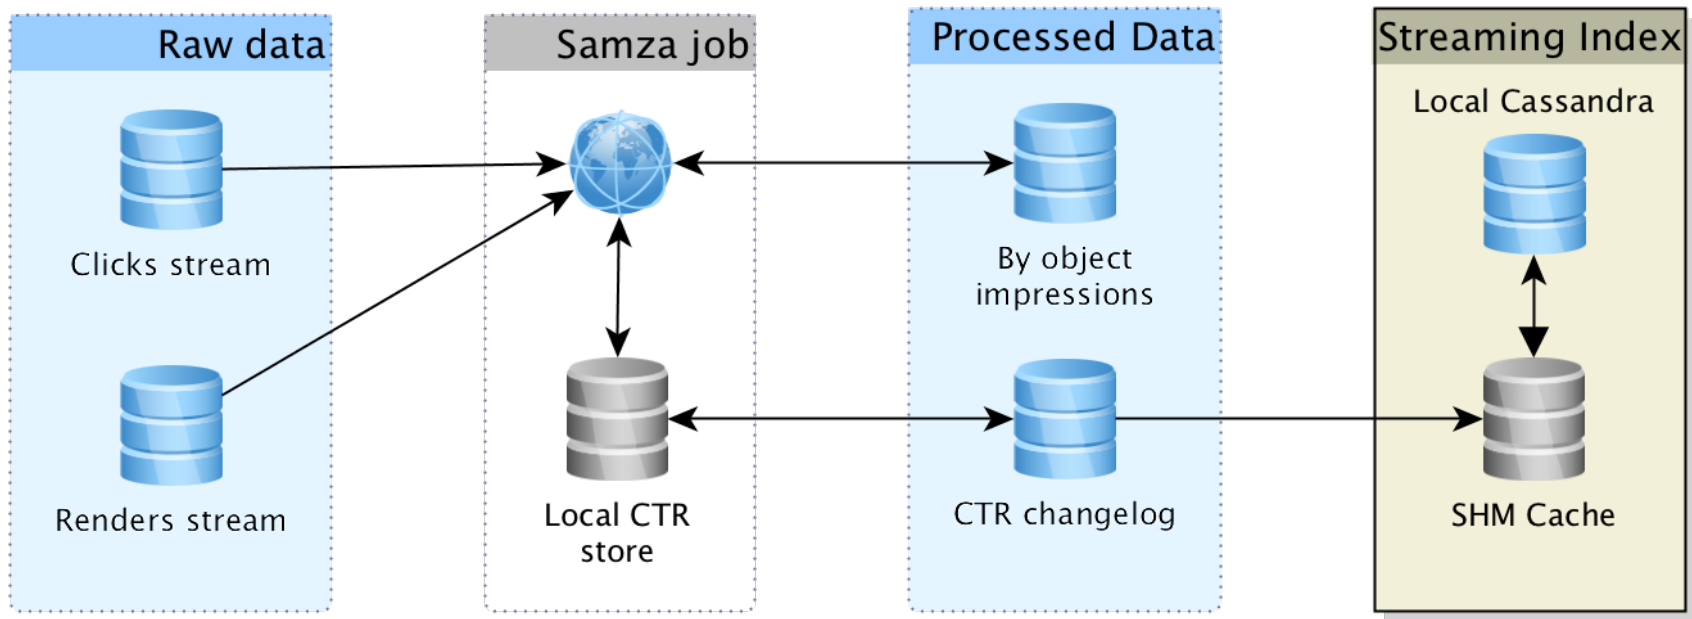 Raw data
Clicks stream
Renders stream
Samza job
Local CTR
store
Processed Data
By object
impressions
CTR changelog
Streaming Index
Local Cassandra
SHM Cache